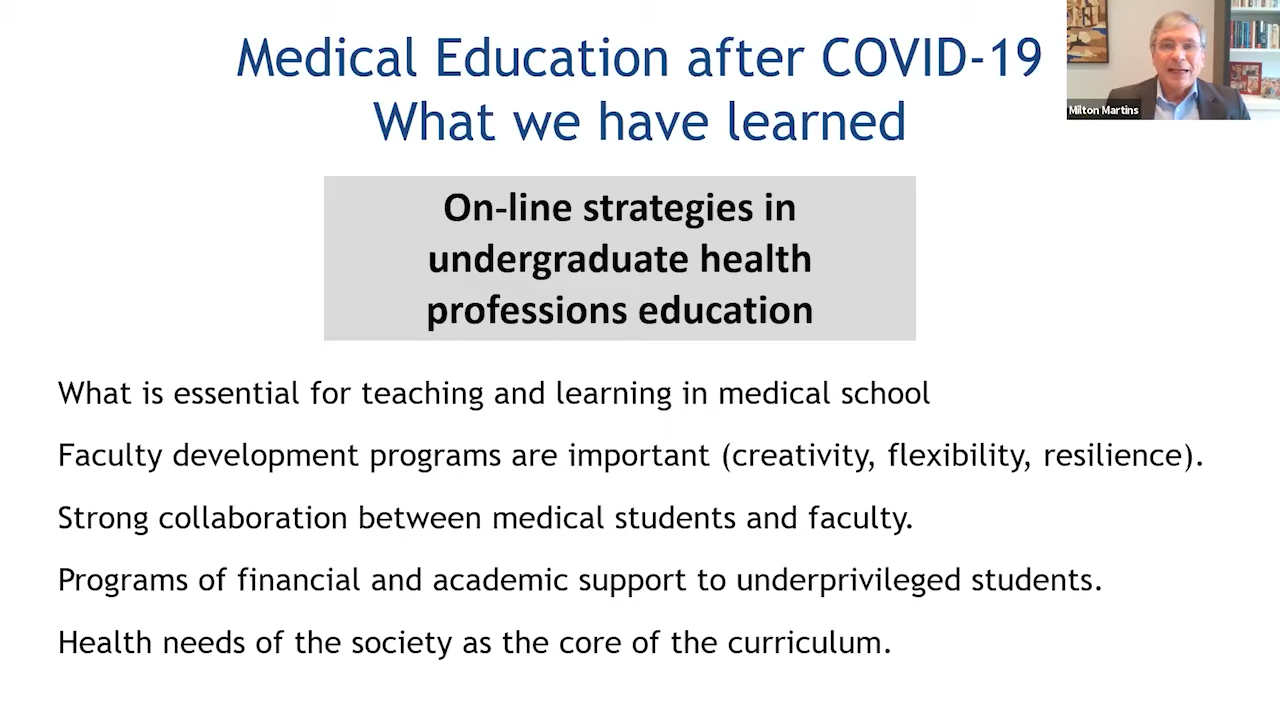 Medical Education after COVID-19
What we have learned
Milton Martins
On-line strategies in
undergraduate health
professions education
What is essential for teaching and learning in medical school
Faculty development programs are important (creativity, flexibility, resilience).
Strong collaboration between medical students and faculty.
Programs of financial and academic support to underprivileged students.
Health needs of the society as the core of the curriculum.